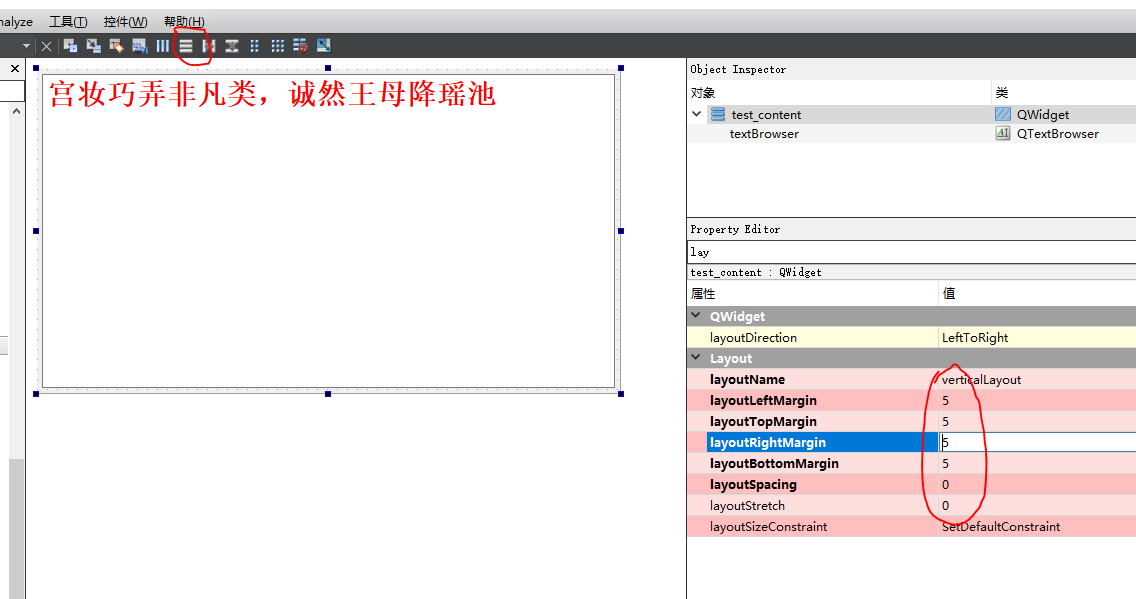 nalyze 工具(T) 控件(W) 帮助(H)
宫妆巧弄非凡类，诚然王母降瑶池
Object Inspector
对象 类
test_content QWidget
textBrowser QTextBrowser
Property Editor
lay
test_content : QWidget
属性 值
QWidget
layoutDirection LeftToRight
Layout
layoutName verticalLayout
layoutLeftMargin 5
layoutTopMargin 5
layoutRightMargin 5
layoutBottomMargin 5
layoutSpacing 0
layoutStretch 0
layoutSizeConstraint SetDefaultConstraint